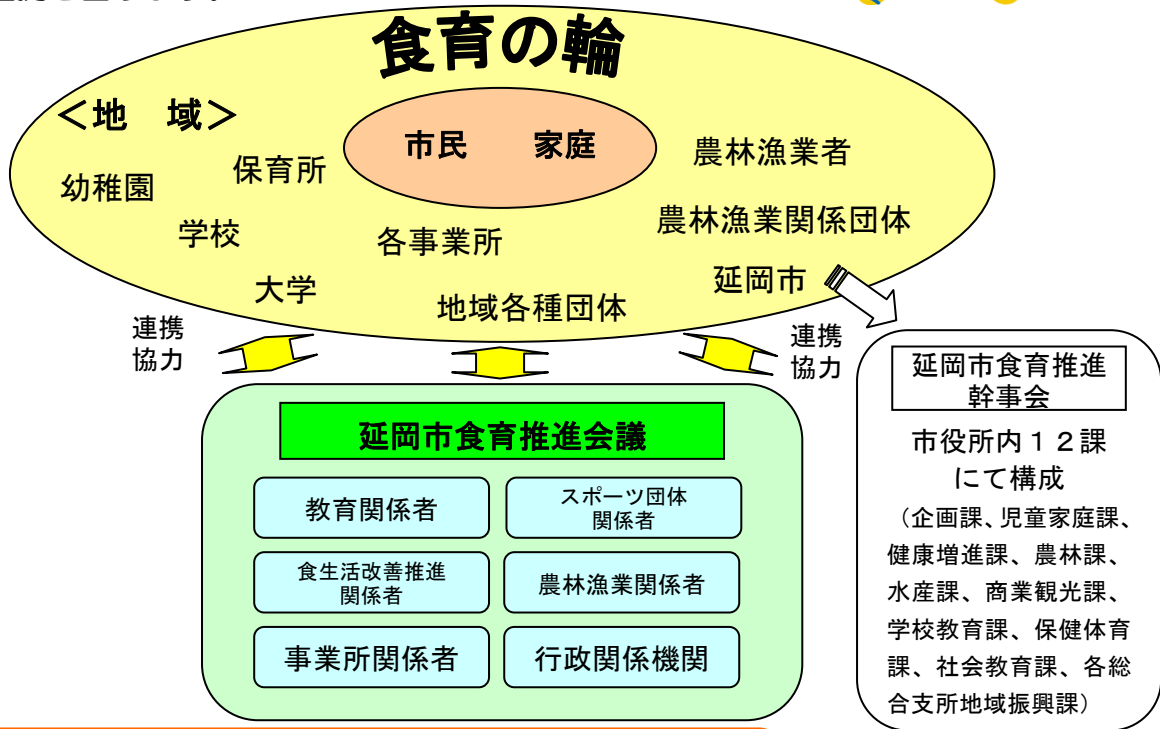 食育の輪
＜地　域＞
市民　　家庭
保育所
幼稚園
学校
大学
各事業所
地域各種団体
農林漁業者
農林漁業関係団体
延岡市
連携
協力
連携
協力
延岡市食育推進会議
教育関係者
スポーツ団体
関係者
食生活改善推進
関係者
農林漁業関係者
事業所関係者
行政関係機関
延岡市食育推進
幹事会
市役所内１２課
にて構成
（企画課、児童家庭課、
健康増進課、農林課、
水産課、商業観光課、
学校教育課、保健体育
課、社会教育課、各総
合支所地域振興課）